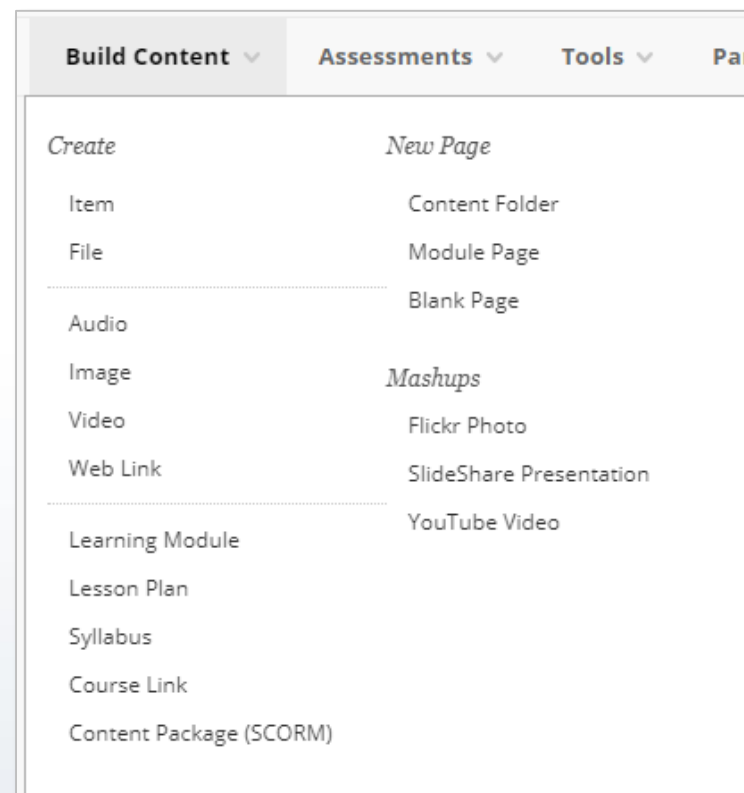 Build Content Assessments Tools Pa
Create
Item
File
Audio
Image
Video
Web Link
Learning Module
Lesson Plan
Syllabus
Course Link
Content Package (SCORM)
New Page
Content Folder
Module Page
Blank Page
Mashups
Flickr Photo
SlideShare Presentation
YouTube Video